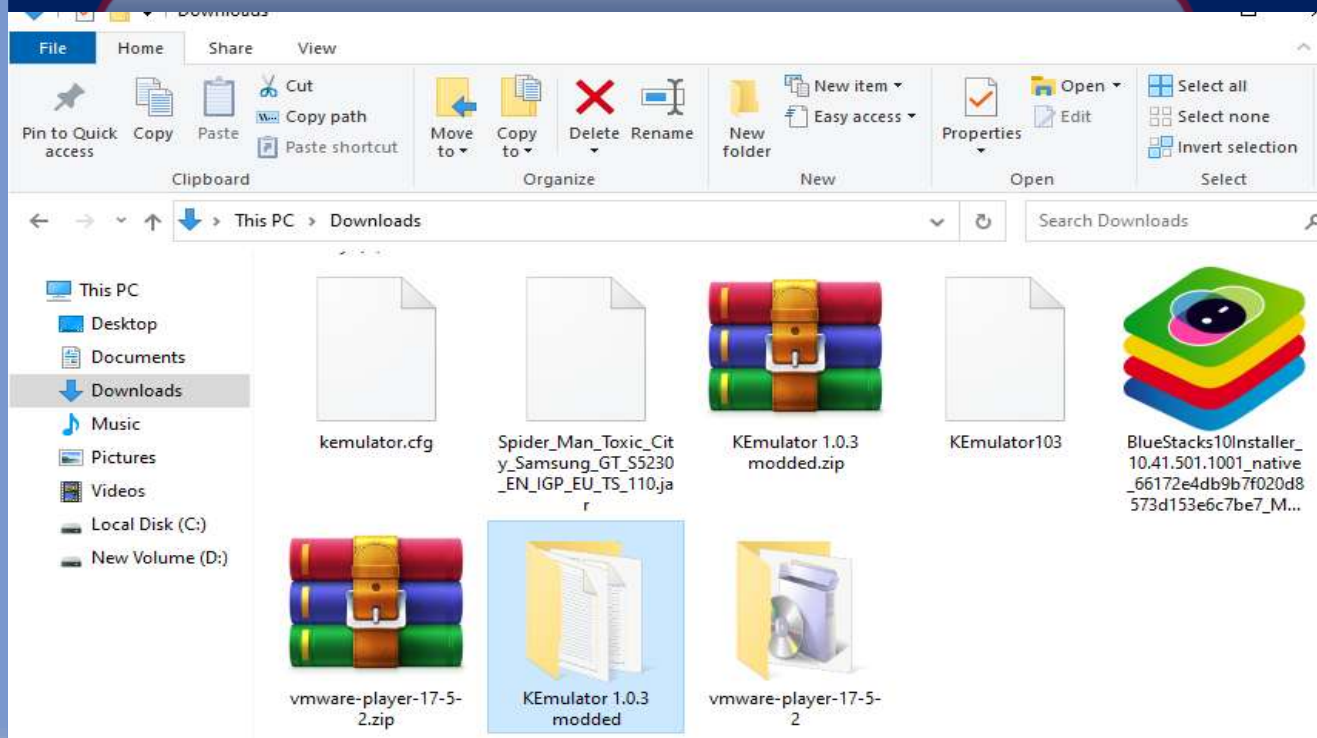 Downloads
File Home Share View
Pin to Quick access
Copy
Paste
Cut
Copy path
Paste shortcut
Clipboard
Move to
Copy to
Delete
Rename
Organize
New folder
New item
Easy access
New
Properties
Open
Edit
Open
Select all
Select none
Invert selection
Select
This PC > Downloads
Search Downloads
This PC
Desktop
Documents
Downloads
Music
Pictures
Videos
Local Disk (C:)
New Volume (D:)
kemulator.cfg
Spider_Man_Toxic_Cit
y_Samsung_GT_S5230
_EN_IGP_EU_TS_110.ja
r
KEmulator 1.0.3
modded.zip
KEmulator103
BlueStacks10Installer_
10.41.501.1001_native
_66172e4db9b7f020d8
573d153e6c7be7_M...
vmware-player-17-5-
2.zip
KEmulator 1.0.3
modded
vmware-player-17-5-
2